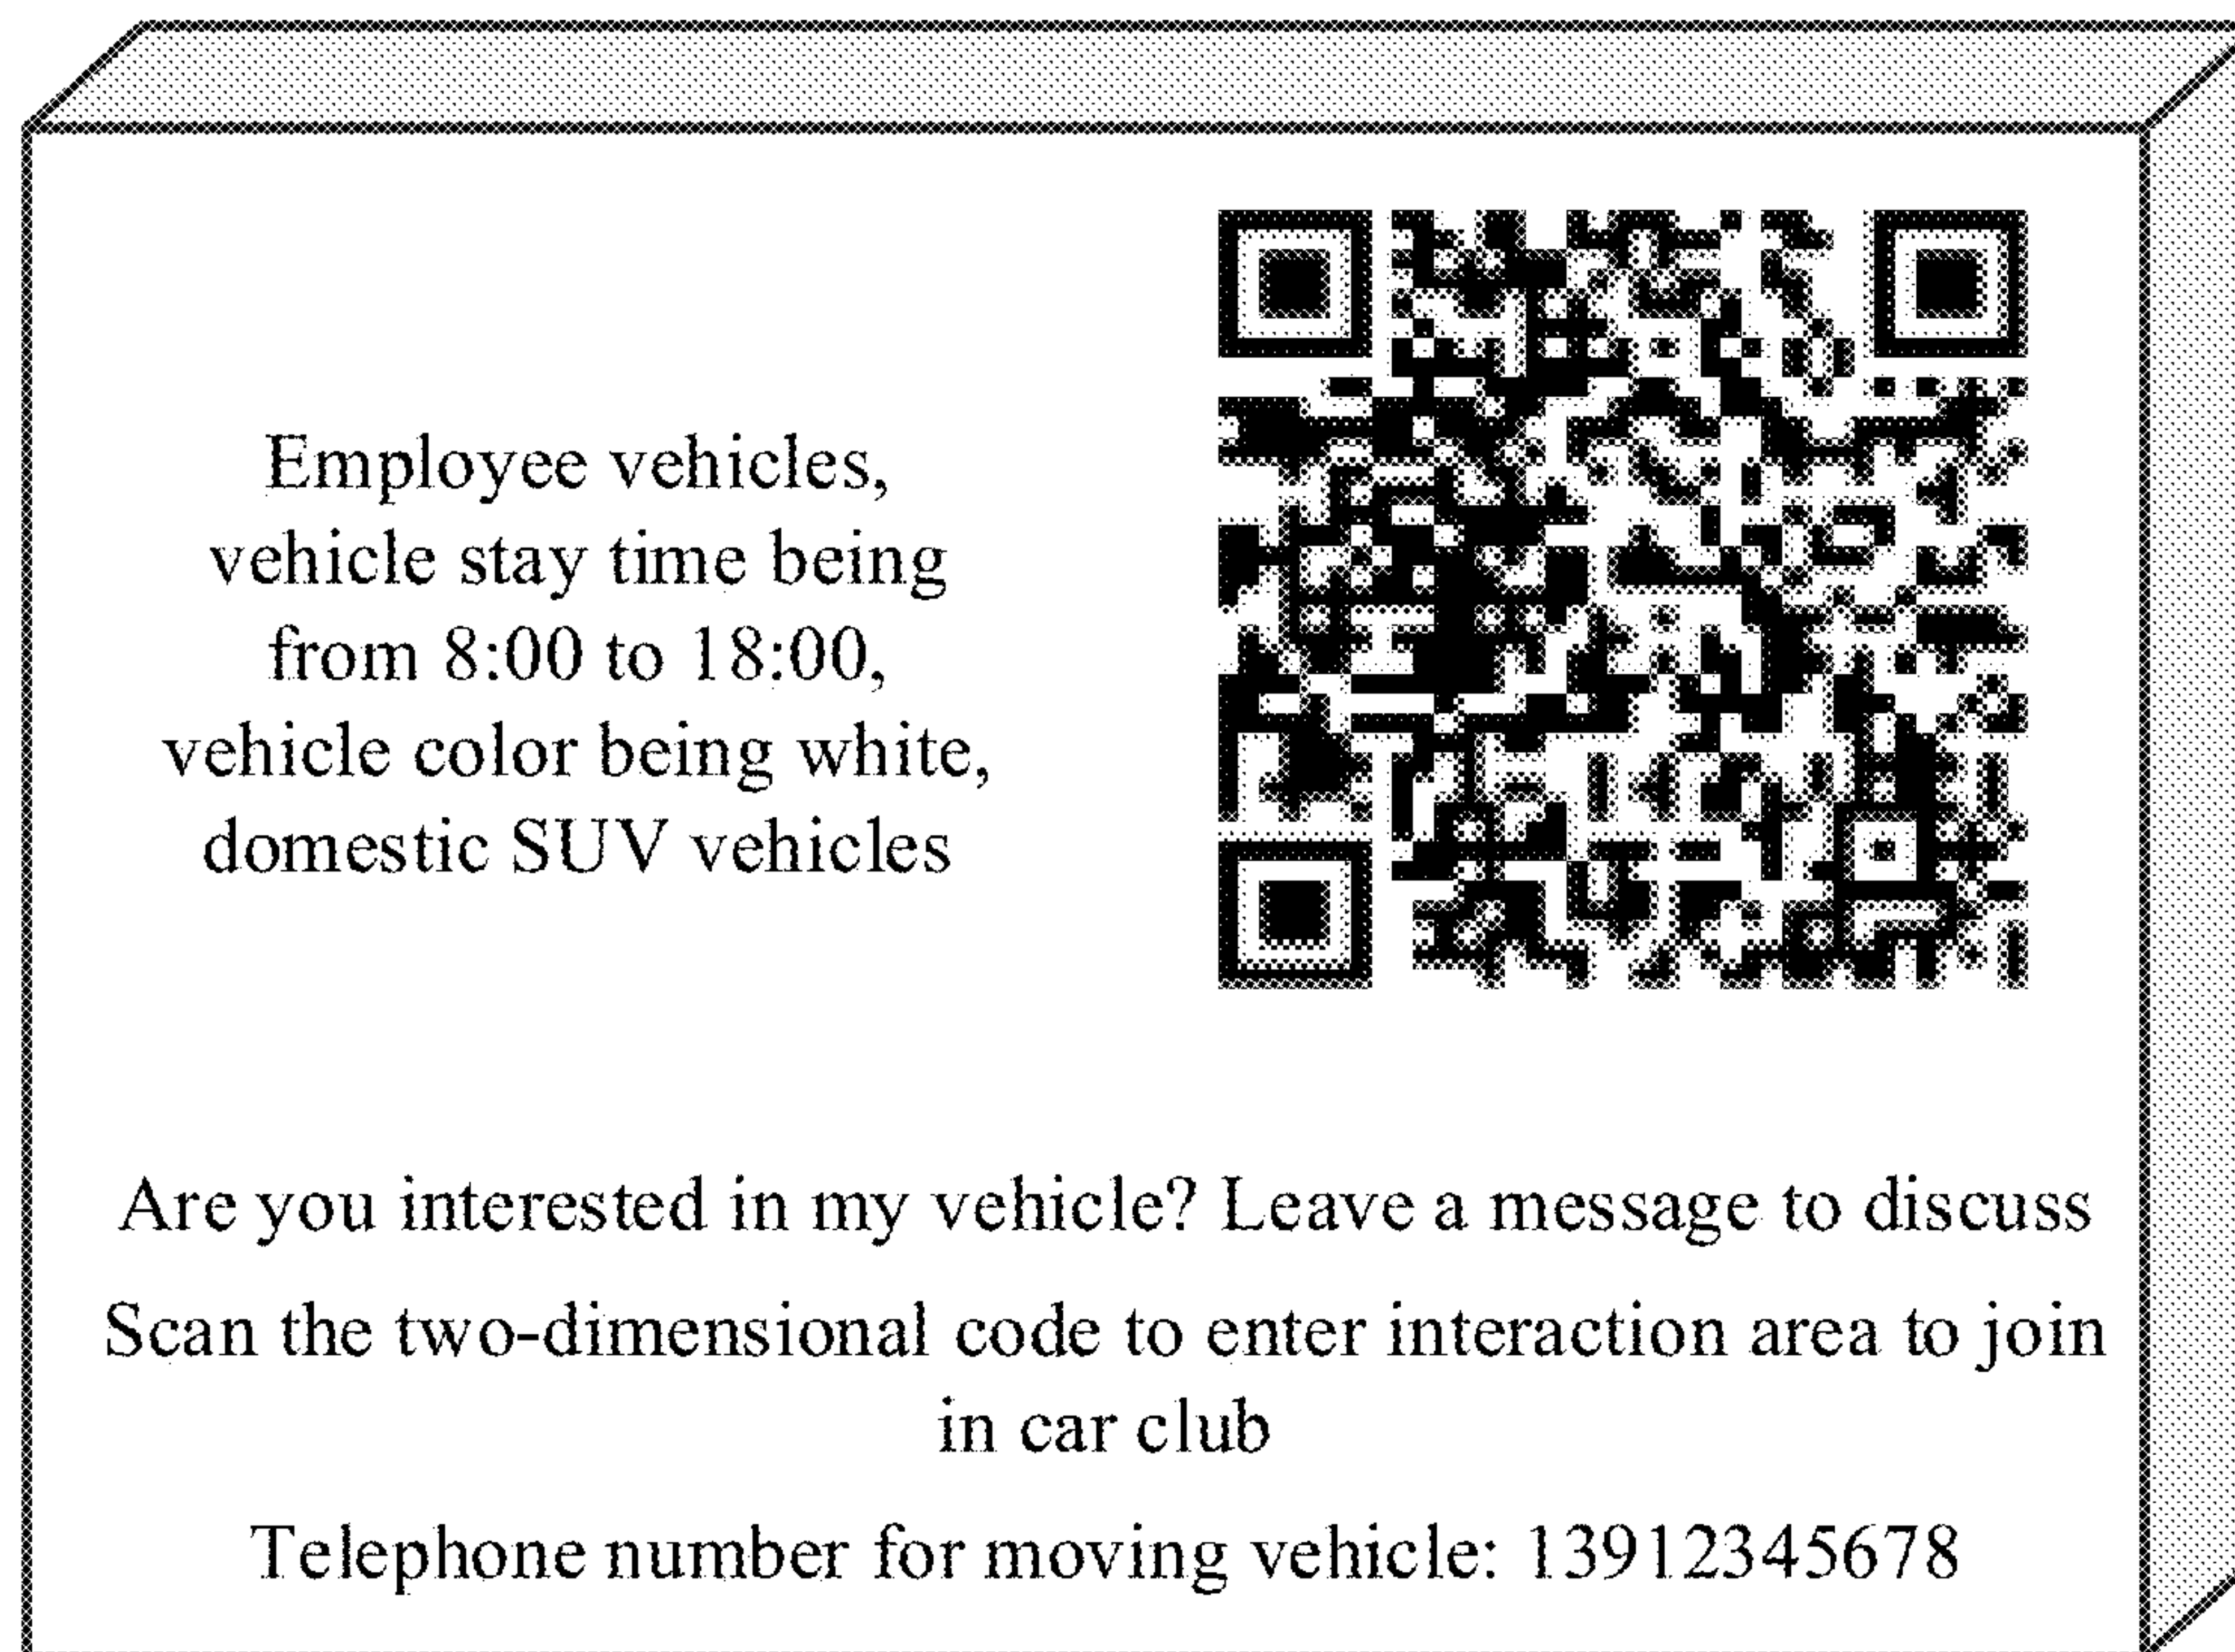 Employee vehicles,
vehicle stay time being
from 8:00 to 18:00,
vehicle color being white,
domestic SUV vehicles
Are you interested in my vehicle? Leave a message to discuss
Scan the two-dimensional code to enter interaction area to join
in car club
Telephone number for moving vehicle: 13912345678